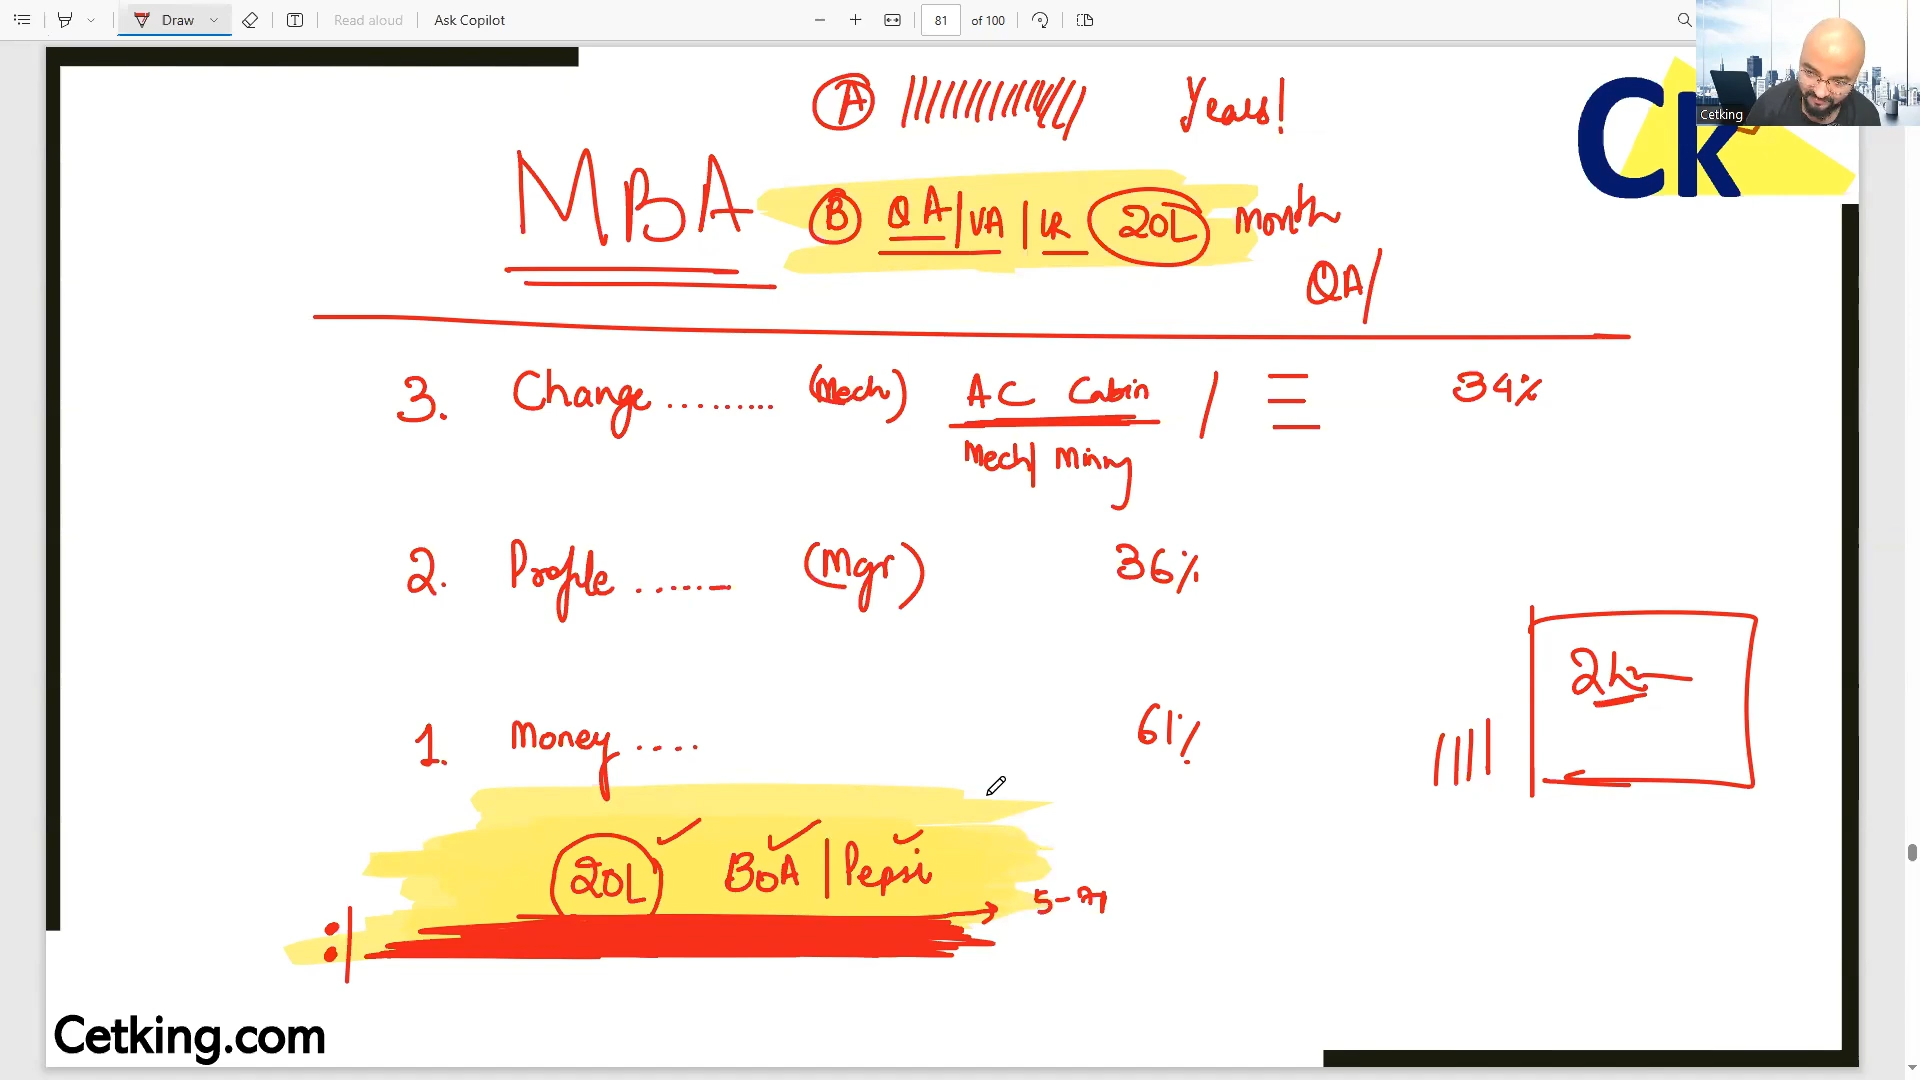 Draw
Read aloud
Ask Copilot
81 of 100
Cetking
Ck
A Years!
MBA
B QA/VA/LR 20L month
QA/
3. Change ......... (Mech) AC Cabin / 34%
Mech/ Mining
2. Profile ....... (Mgr) 36%
2hr
1. Money .... 61%
20L BOA | Pepsi
Cetking.com